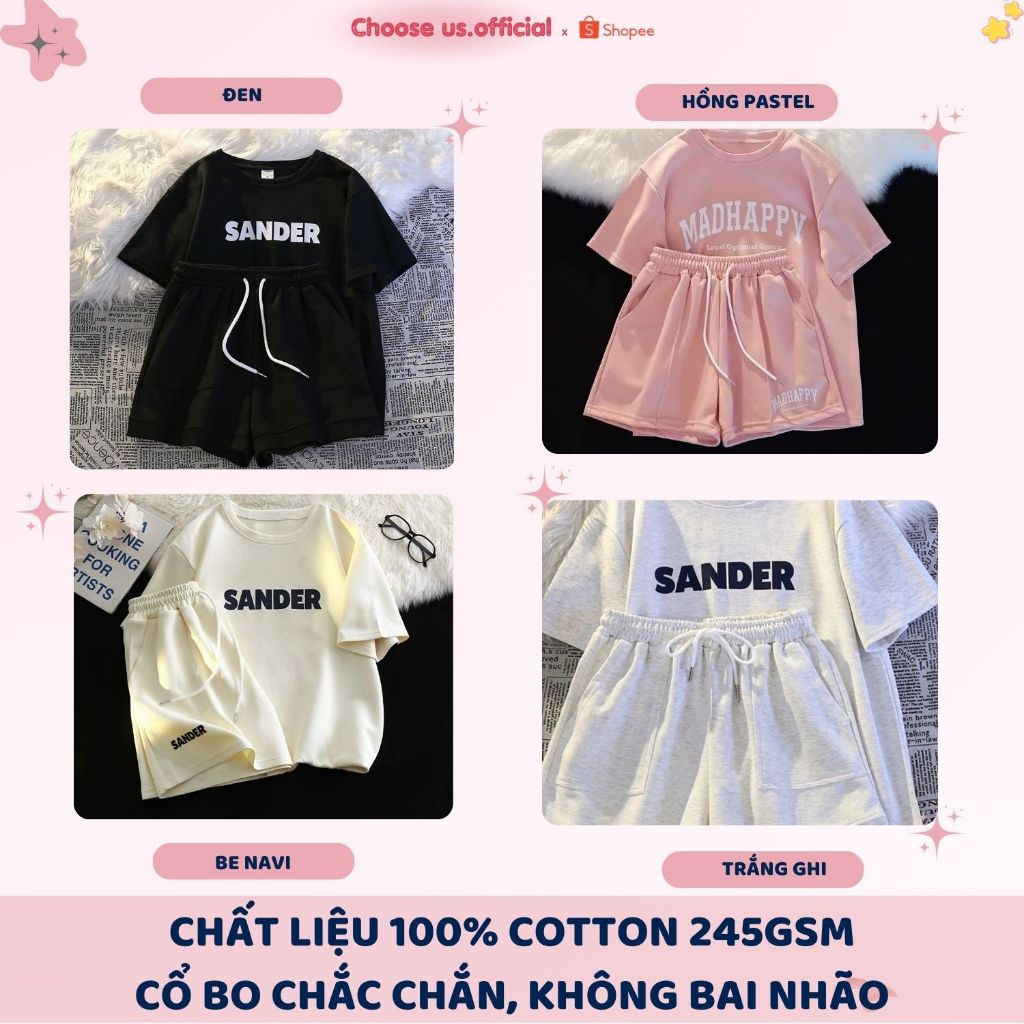 Choose us.official x Shopee
ĐEN
HỒNG PASTEL
SANDER
MADHAPPY
Local Optimist Group
MADHAPPY
SANDER
SANDER
FOR
SANDER
BE NAVI
TRẮNG GHI
CHẤT LIỆU 100% COTTON 245GSM
CỔ BO CHẮC CHẮN, KHÔNG BAI NHÃO